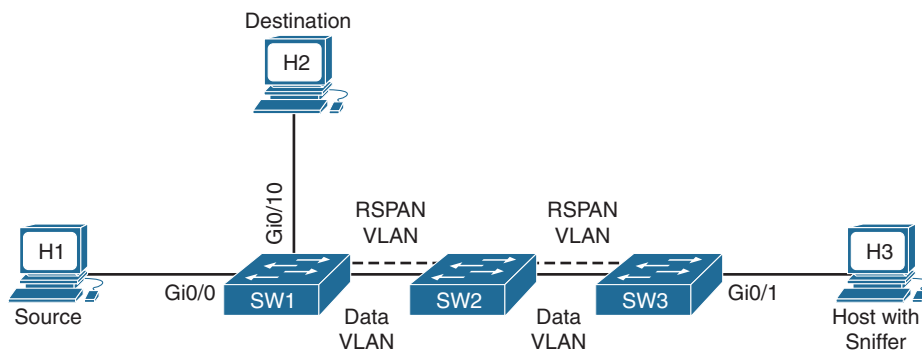 Destination
H2
Gi0/10
RSPAN
VLAN
RSPAN
VLAN
H1
H3
Gi0/0
SW1
SW2
SW3
Gi0/1
Source
Data
VLAN
Data
VLAN
Host with
Sniffer